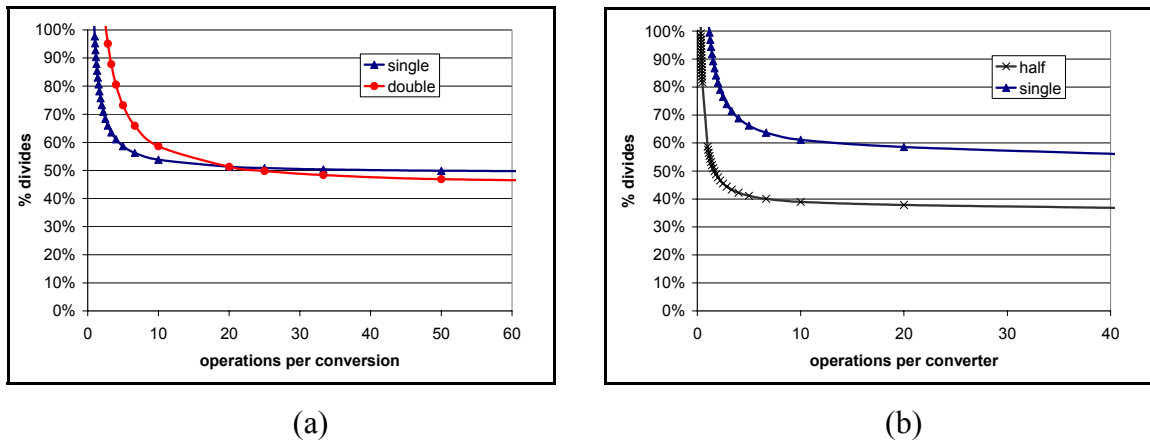 100%
90%
80%
70%
60%
50%
40%
30%
20%
10%
0%
% divides
single
double
0 10 20 30 40 50 60
operations per conversion
(a)
100%
90%
80%
70%
60%
50%
40%
30%
20%
10%
0%
% divides
half
single
0 10 20 30 40
operations per converter
(b)